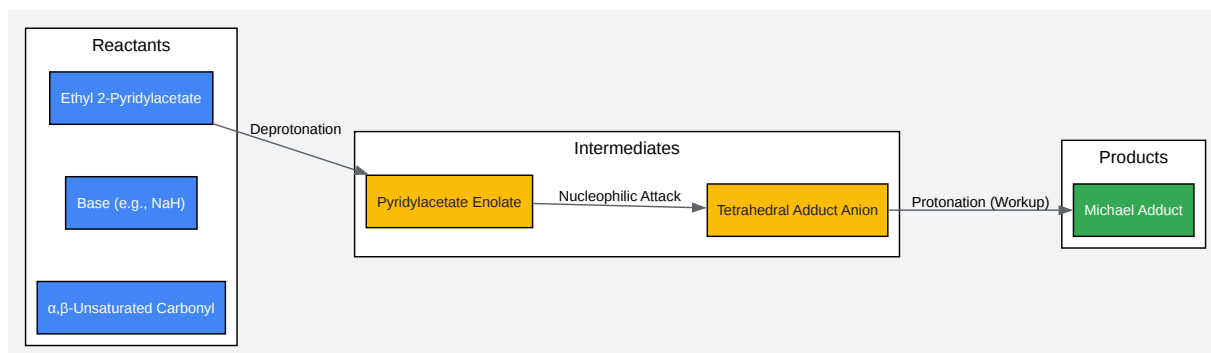 Reactants
Ethyl 2-Pyridylacetate
Base (e.g., NaH)
α,β-Unsaturated Carbonyl
Deprotonation
Intermediates
Pyridylacetate Enolate
Nucleophilic Attack
Tetrahedral Adduct Anion
Protonation (Workup)
Products
Michael Adduct